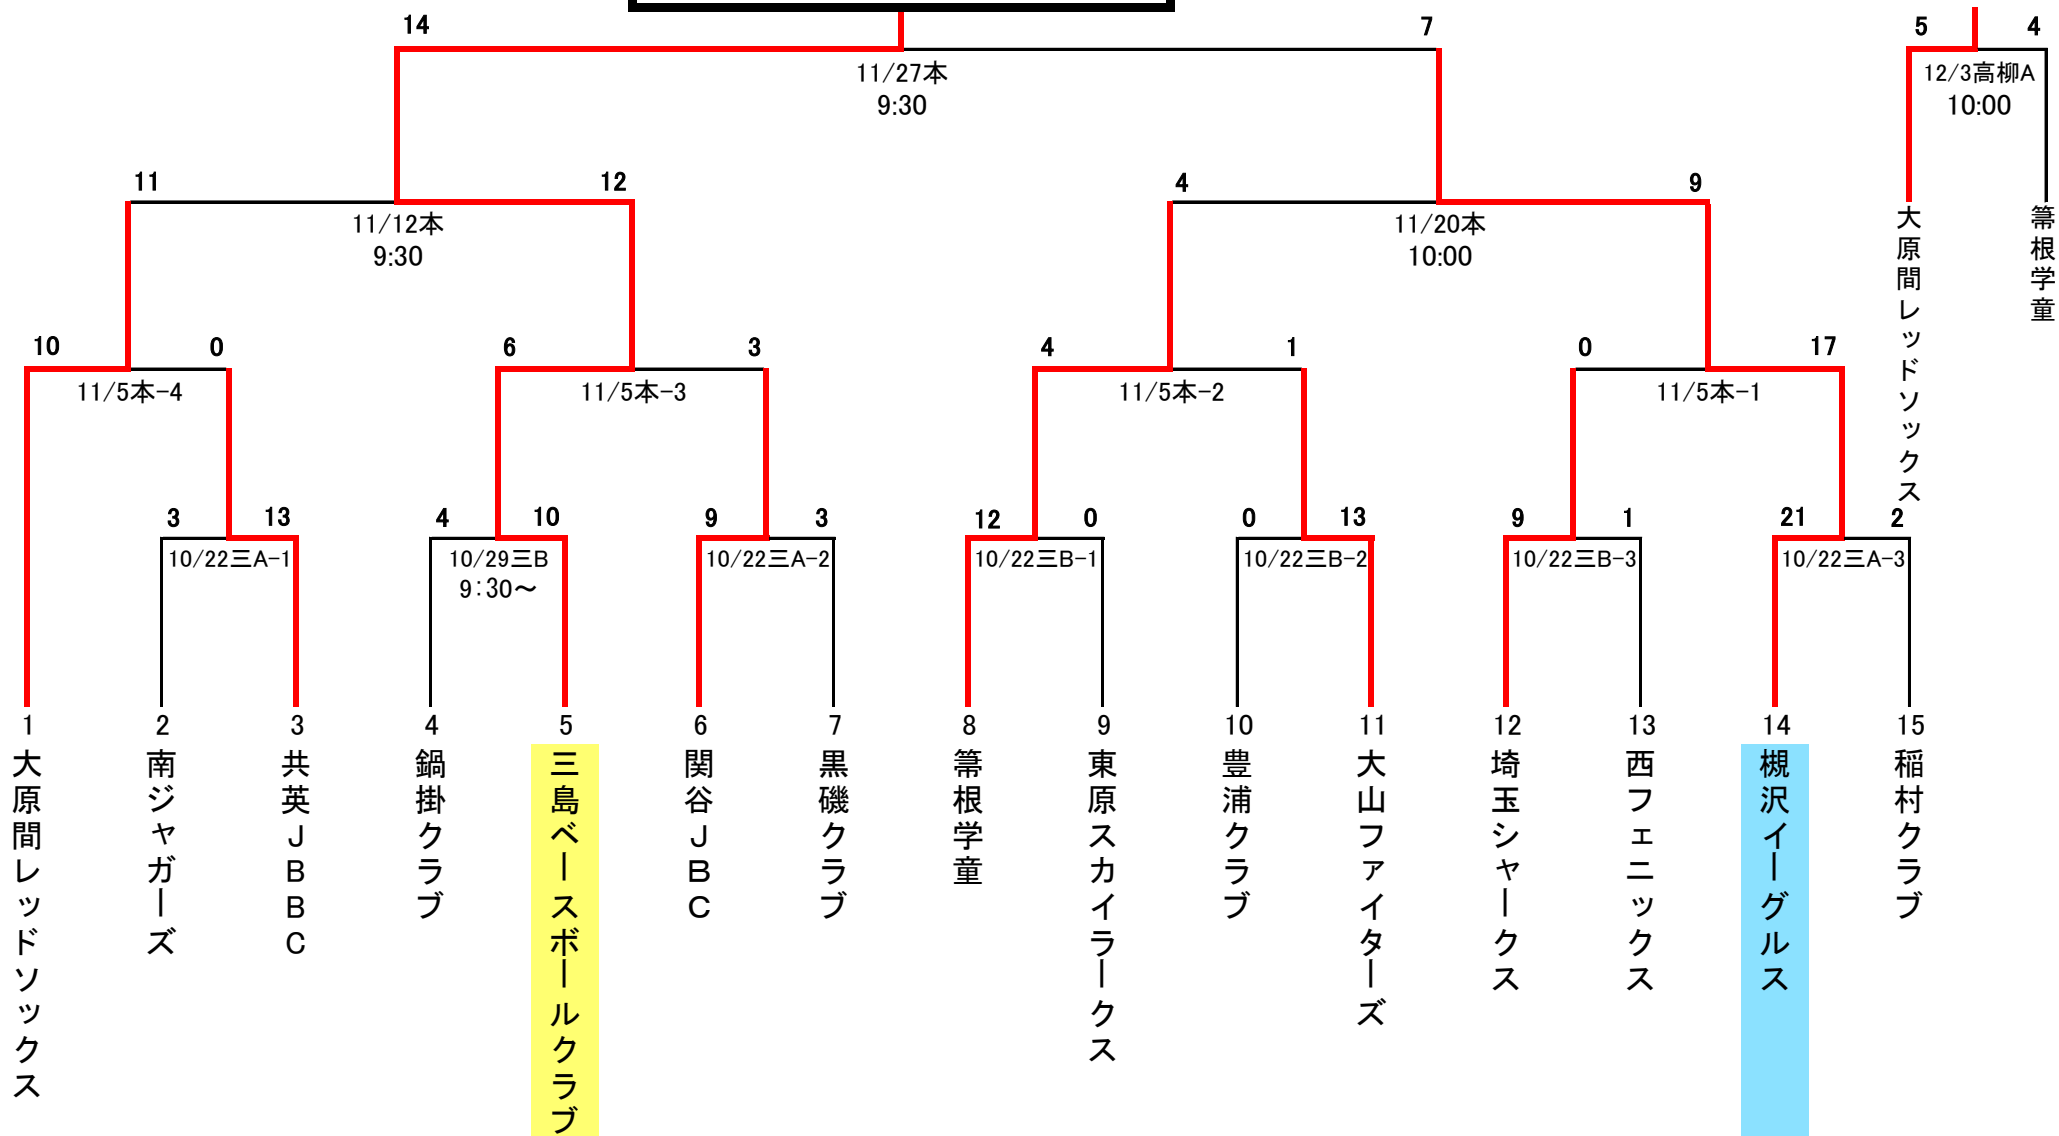 14
7
5
4
11/27本
9:30
12/3高柳A
10:00
11
12
4
9
11/12本
9:30
11/20本
10:00
大原間レッドソックス
箒根学童
10
0
6
3
4
1
0
17
11/5本-4
11/5本-3
11/5本-2
11/5本-1
3
13
4
10
9
3
12
0
0
13
9
1
21
2
10/22三A-1
10/29三B
9:30～
10/22三A-2
10/22三B-1
10/22三B-2
10/22三B-3
10/22三A-3
1
大原間レッドソックス
2
南ジャガーズ
3
共英JBBC
4
鍋掛クラブ
5
三島ベースボールクラブ
6
関谷JBC
7
黒磯クラブ
8
箒根学童
9
東原スカイラークス
10
豊浦クラブ
11
大山ファイターズ
12
埼玉シャークス
13
西フェニックス
14
槻沢イーグルス
15
稲村クラブ